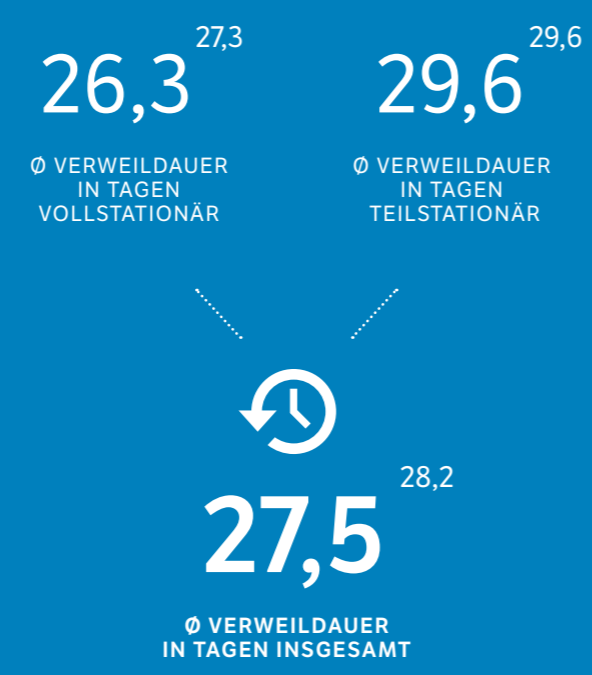 26,3 27,3
Ø VERWEILDAUER
IN TAGEN
VOLLSTATIONÄR
29,6 29,6
Ø VERWEILDAUER
IN TAGEN
TEILSTATIONÄR
27,5 28,2
Ø VERWEILDAUER
IN TAGEN INSGESAMT